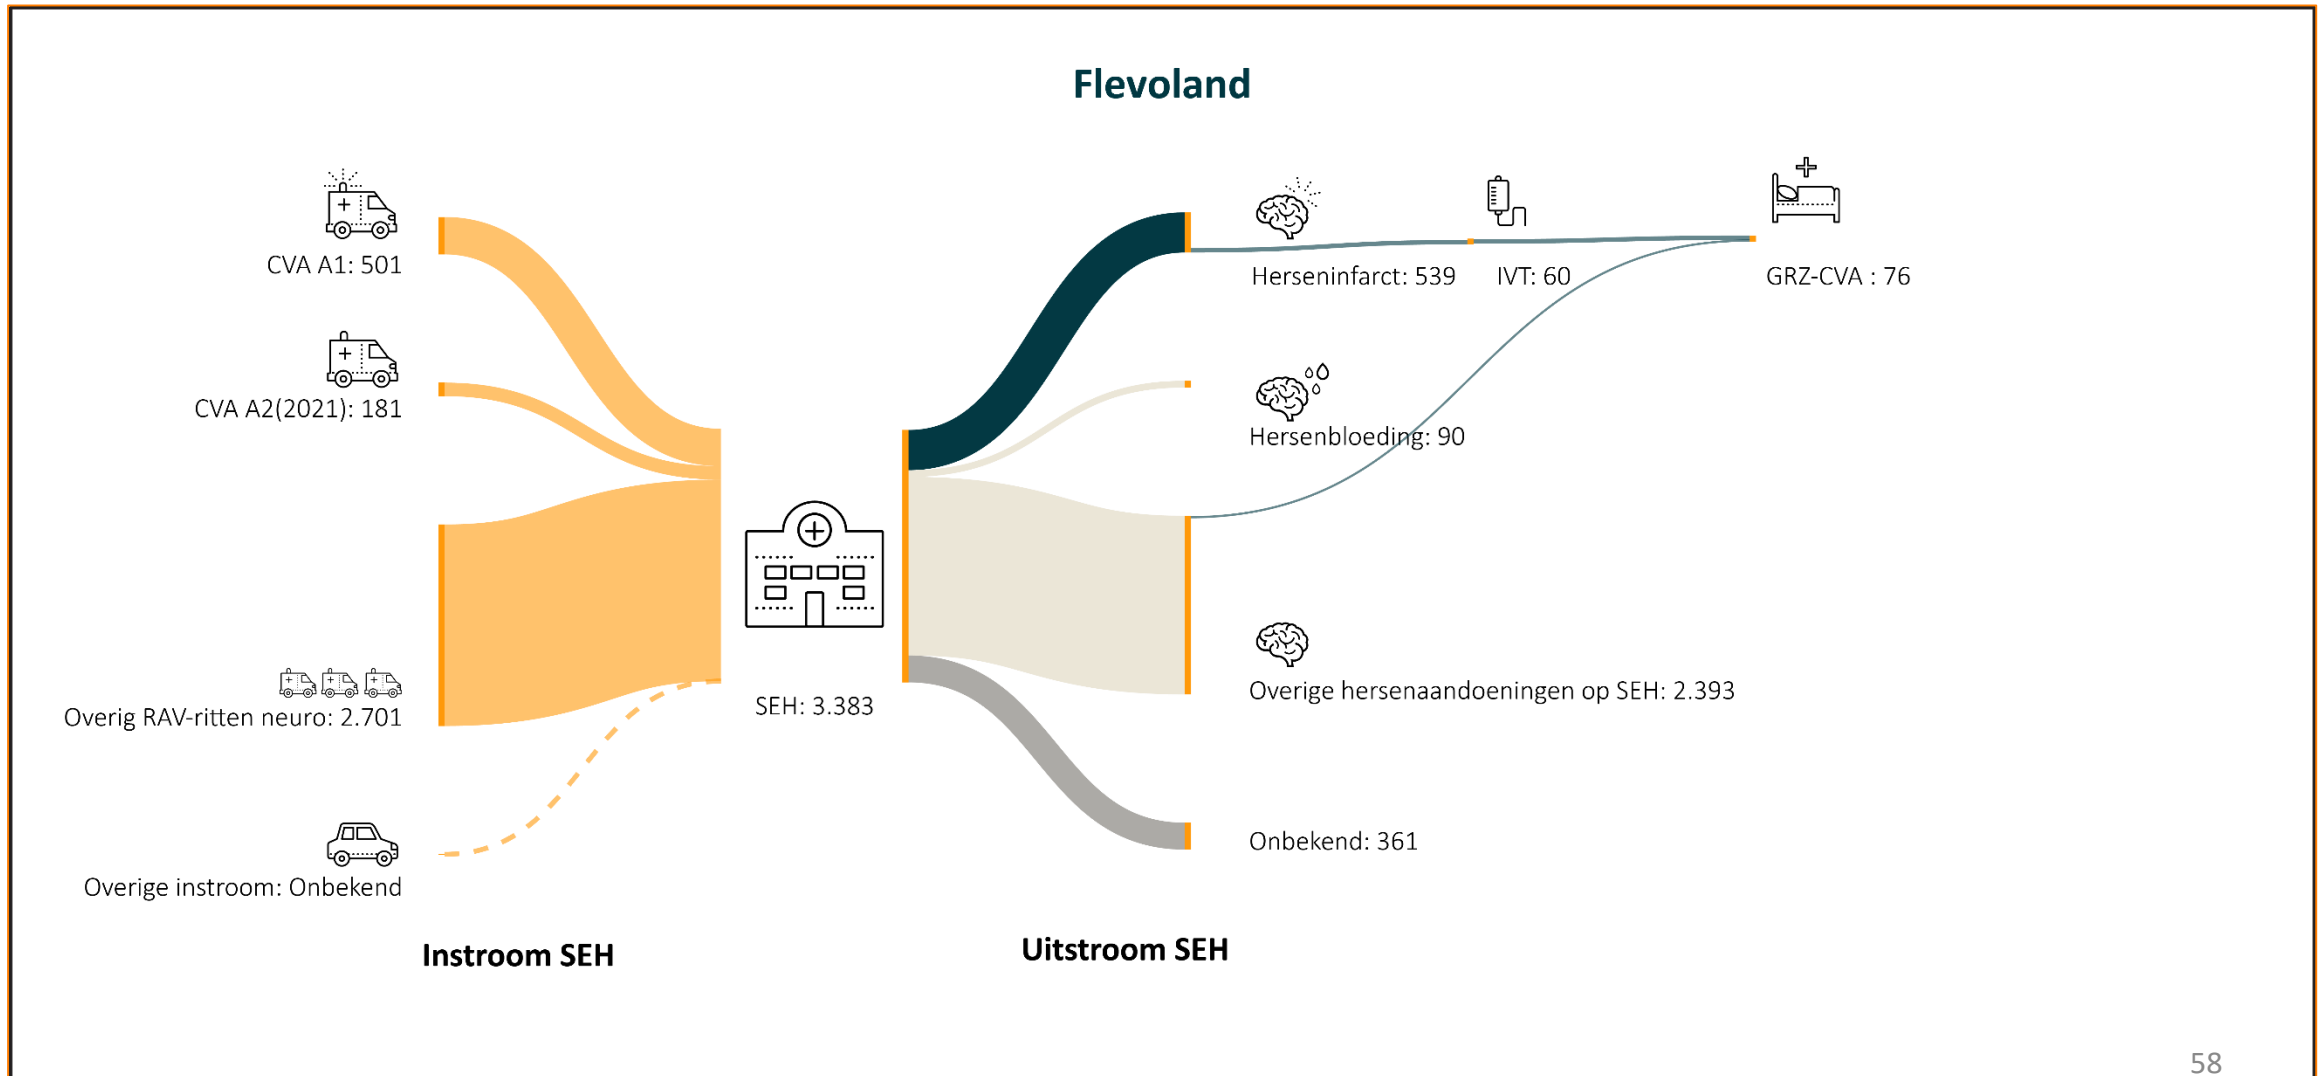 Flevoland
CVA A1: 501
CVA A2(2021): 181
Overig RAV-ritten neuro: 2.701
Overige instroom: Onbekend
Instroom SEH
SEH: 3.383
Herseninfarct: 539
IVT: 60
GRZ-CVA : 76
Hersenbloeding: 90
Overige hersenaandoeningen op SEH: 2.393
Onbekend: 361
Uitstroom SEH
58